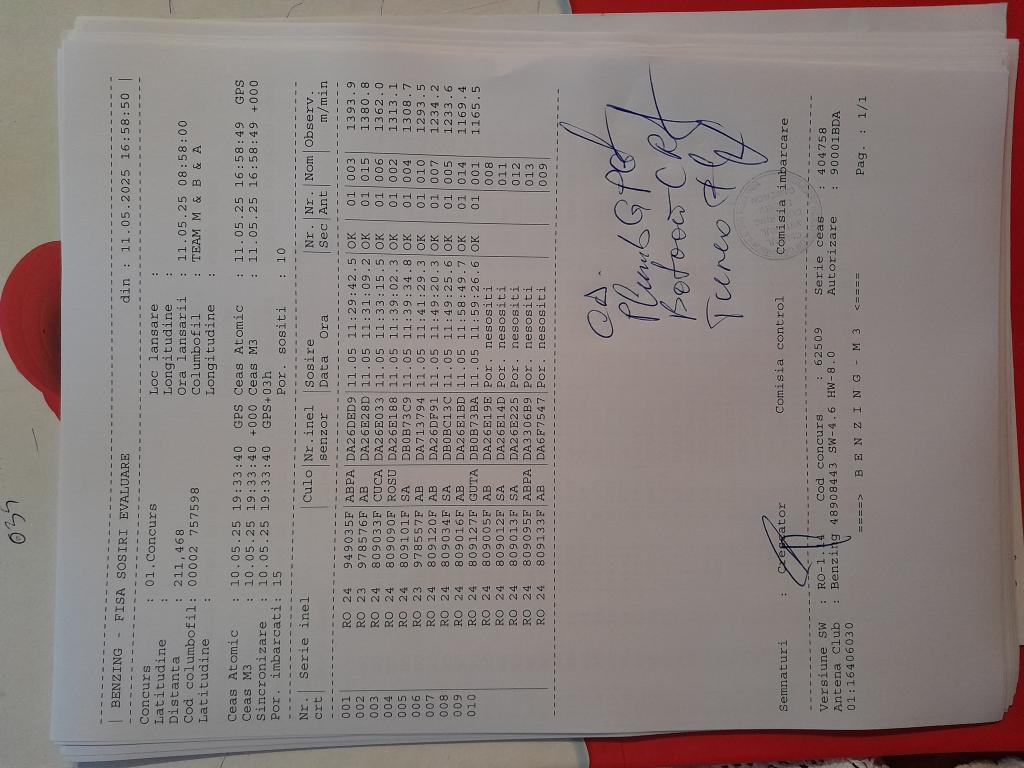 | BENZING - FISA SOSIRI EVALUARE din : 11.05.2025 16:58:50 |
Concurs : 01.Concurs Loc lansare :
Latitudine : Longitudine :
Distanta : 211,468 Ora lansarii : 11.05.25 08:58:00
Cod columbofil: 00002 757598 Columbofil : TEAM M & B & A
Latitudine : Longitudine :
Ceas Atomic : 10.05.25 19:33:40 GPS Ceas Atomic : 11.05.25 16:58:49 GPS
Ceas M3 : 10.05.25 19:33:40 +000 Ceas M3 : 11.05.25 16:58:49 +000
Sincronizare : 10.05.25 19:33:40 GPS+03h
Por. imbarcati: 15 Por. sositi : 10
Nr| Serie inel |Culo|Nr.inel |Sosire |Nr. |Nr. |Nom|Observ.
crt| | |senzor |Data Ora |Sec|Ant | | m/min
001| RO 24 949035F |ABPA|DA26DED9|11.05 11:29:42.5|OK |01 |003| 1393.9
002| RO 23 978576F |AB |DA26E28D|11.05 11:31:09.2|OK |01 |015| 1380.8
003| RO 24 809033F |CUCA|DA26E033|11.05 11:33:15.5|OK |01 |006| 1362.0
004| RO 24 809090F |ROSU|DA26E188|11.05 11:39:02.3|OK |01 |002| 1313.1
005| RO 24 809101F |SA |DB0B73C9|11.05 11:39:34.8|OK |01 |004| 1308.7
006| RO 23 978557F |AB |DA713794|11.05 11:41:29.3|OK |01 |010| 1293.5
007| RO 24 809120F |AB |DA26DF91|11.05 11:49:20.3|OK |01 |007| 1234.2
008| RO 24 809034F |SA |DB0BC13C|11.05 11:49:25.6|OK |01 |005| 1233.6
009| RO 24 809016F |AB |DA26E1BD|11.05 11:58:49.7|OK |01 |014| 1169.4
010| RO 24 809127F |GUTA|DB0B73BA|11.05 11:59:26.6|OK |01 |001| 1165.5
RO 24 809005F |AB |DA26E19E|Por. nesositi |008|
RO 24 809012F |SA |DA26E14D|Por. nesositi |011|
RO 24 809013F |SA |DA26E225|Por. nesositi |012|
RO 24 809095F |ABPA|DA3306B9|Por. nesositi |013|
RO 24 809133F |AB |DA6F7547|Por. nesositi |009|
Semnaturi : Crescator Comisia control Comisia imbarcare
Versiune SW : RO-1.14 Cod concurs : 62509 Serie ceas : 404758
Antena Club : Benzing 48908443 SW-4.6 HW-8.0 Autorizare : 90001BDA
01:16406030
====> B E N Z I N G - M 3 <==== Pag. : 1/1